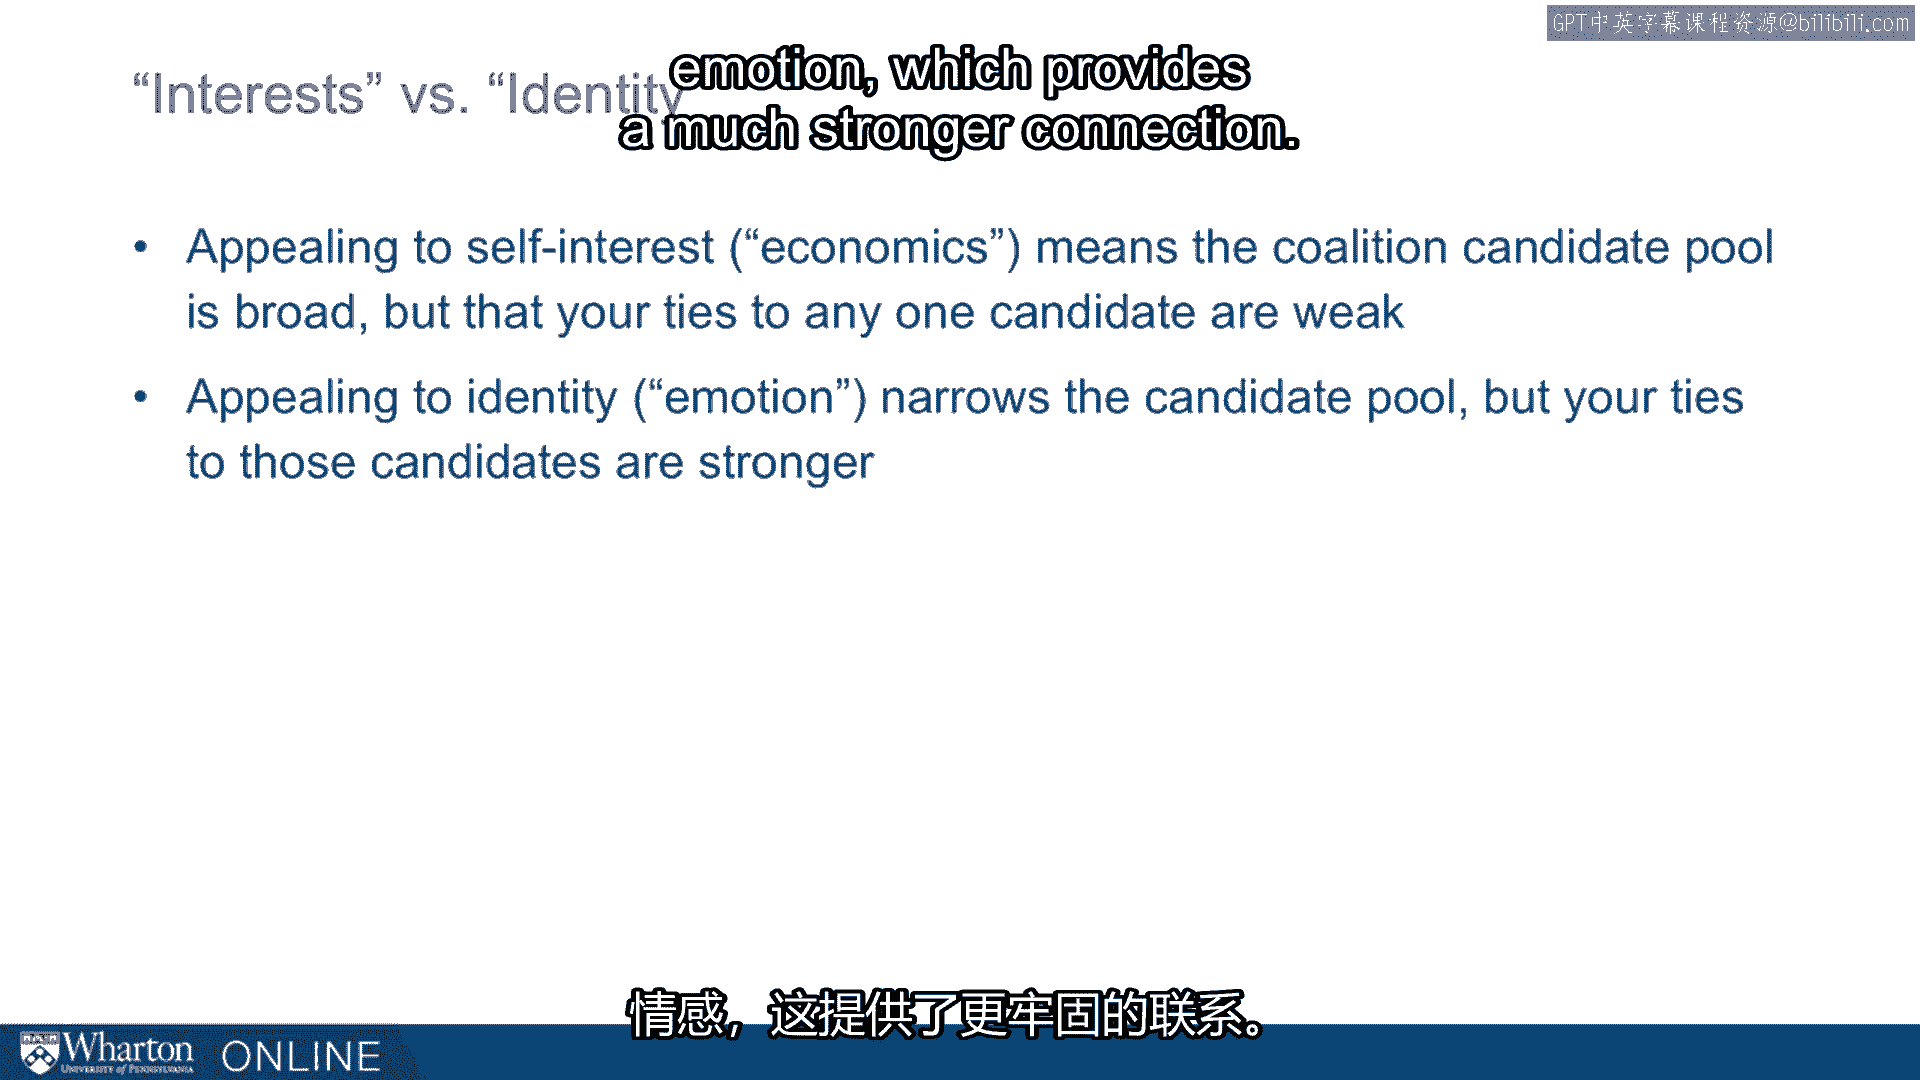 GPT中英字幕课程资源@bilibili.com
“Interests” vs. “Identity
emotion, which provides
a much stronger connection.
• Appealing to self-interest (“economics”) means the coalition candidate pool
is broad, but that your ties to any one candidate are weak
• Appealing to identity (“emotion”) narrows the candidate pool, but your ties
to those candidates are stronger
情感，这提供了更牢固的联系。
Wharton
UNIVERSITY of PENNSYLVANIA
ONLINE